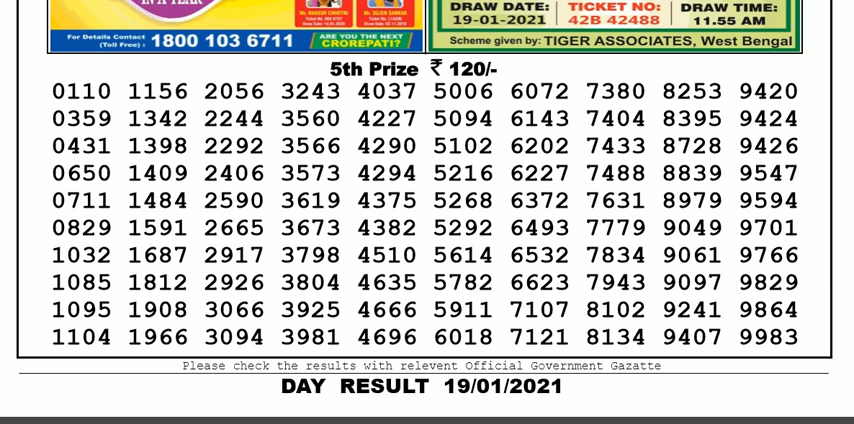 IN A YEAR
For Details Contact
(Toll Free) : 1800 103 6711
ARE YOU THE NEXT
CROREPATI?
DRAW DATE: TICKET NO: DRAW TIME:
19-01-2021 42B 42488 11.55 AM
Scheme given by: TIGER ASSOCIATES, West Bengal
5th Prize ₹ 120/-
0110 1156 2056 3243 4037 5006 6072 7380 8253 9420
0359 1342 2244 3560 4227 5094 6143 7404 8395 9424
0431 1398 2292 3566 4290 5102 6202 7433 8728 9426
0650 1409 2406 3573 4294 5216 6227 7488 8839 9547
0711 1484 2590 3619 4375 5268 6372 7631 8979 9594
0829 1591 2665 3673 4382 5292 6493 7779 9049 9701
1032 1687 2917 3798 4510 5614 6532 7834 9061 9766
1085 1812 2926 3804 4635 5782 6623 7943 9097 9829
1095 1908 3066 3925 4666 5911 7107 8102 9241 9864
1104 1966 3094 3981 4696 6018 7121 8134 9407 9983
Please check the results with relevent Official Government Gazatte
DAY RESULT 19/01/2021